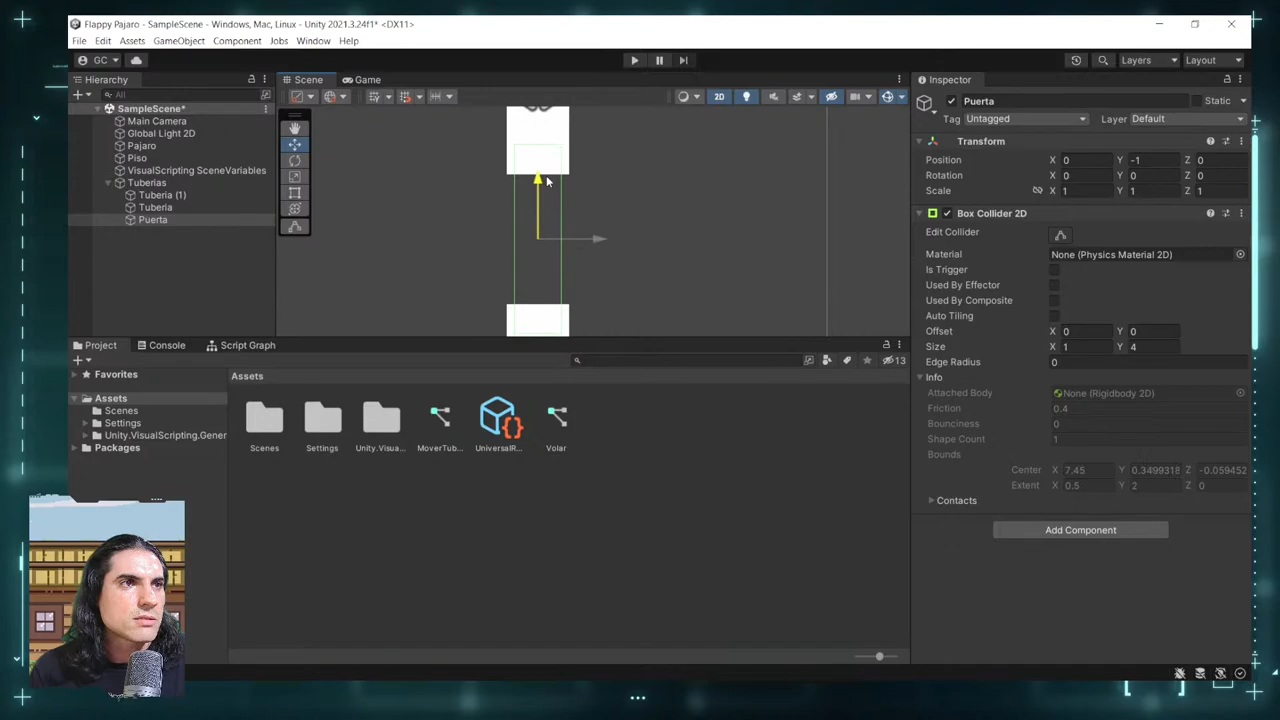 Flappy Pajaro - SampleScene - Windows, Mac, Linux - Unity 2021.3.24f1* <DX11>
File Edit Assets GameObject Component Jobs Window Help
GC Layers Layout
Hierarchy
All
SampleScene*
Main Camera
Global Light 2D
Pajaro
Piso
VisualScripting SceneVariables
Tuberias
Tuberia (1)
Tuberia
Puerta
Scene Game
2D
Inspector
Puerta Static
Tag Untagged Layer Default
Transform
Position X 0 Y -1 Z 0
Rotation X 0 Y 0 Z 0
Scale X 1 Y 1 Z 1
Box Collider 2D
Edit Collider
Material None (Physics Material 2D)
Is Trigger
Used By Effector
Used By Composite
Auto Tiling
Offset X 0 Y 0
Size X 1 Y 4
Edge Radius 0
Info
Attached Body None (Rigidbody 2D)
Friction 0.4
Bounciness 0
Shape Count 1
Bounds
Center X 7.45 Y 0.3499318 Z -0.059452
Extent X 0.5 Y 2 Z 0
Contacts
Add Component
Project Console Script Graph
13
Favorites
Assets
Scenes
Settings
Unity.VisualScripting.Gener
Packages
Assets
Scenes Settings Unity.Visua... MoverTub... UniversalR... Volar